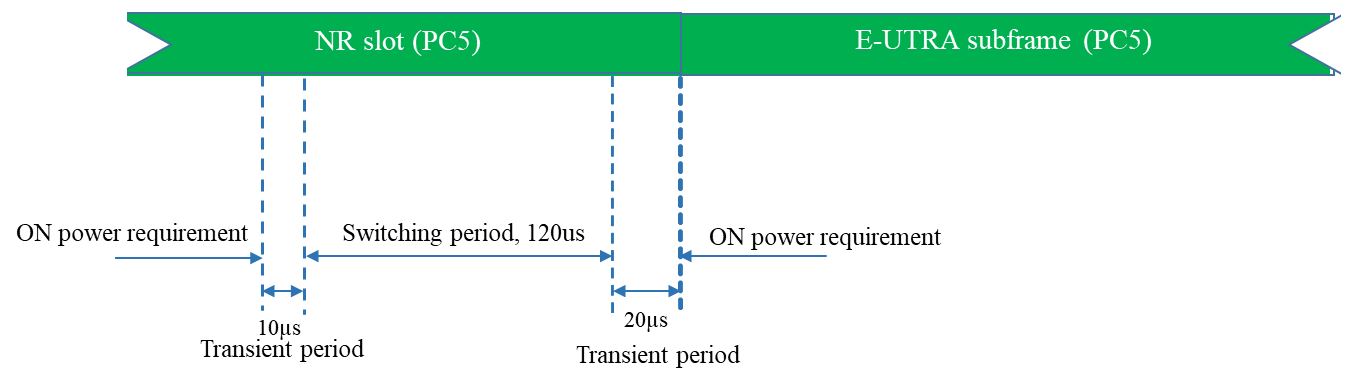 NR slot (PC5)
E-UTRA subframe (PC5)
ON power requirement
Switching period, 120us
ON power requirement
10µs
Transient period
20µs
Transient period